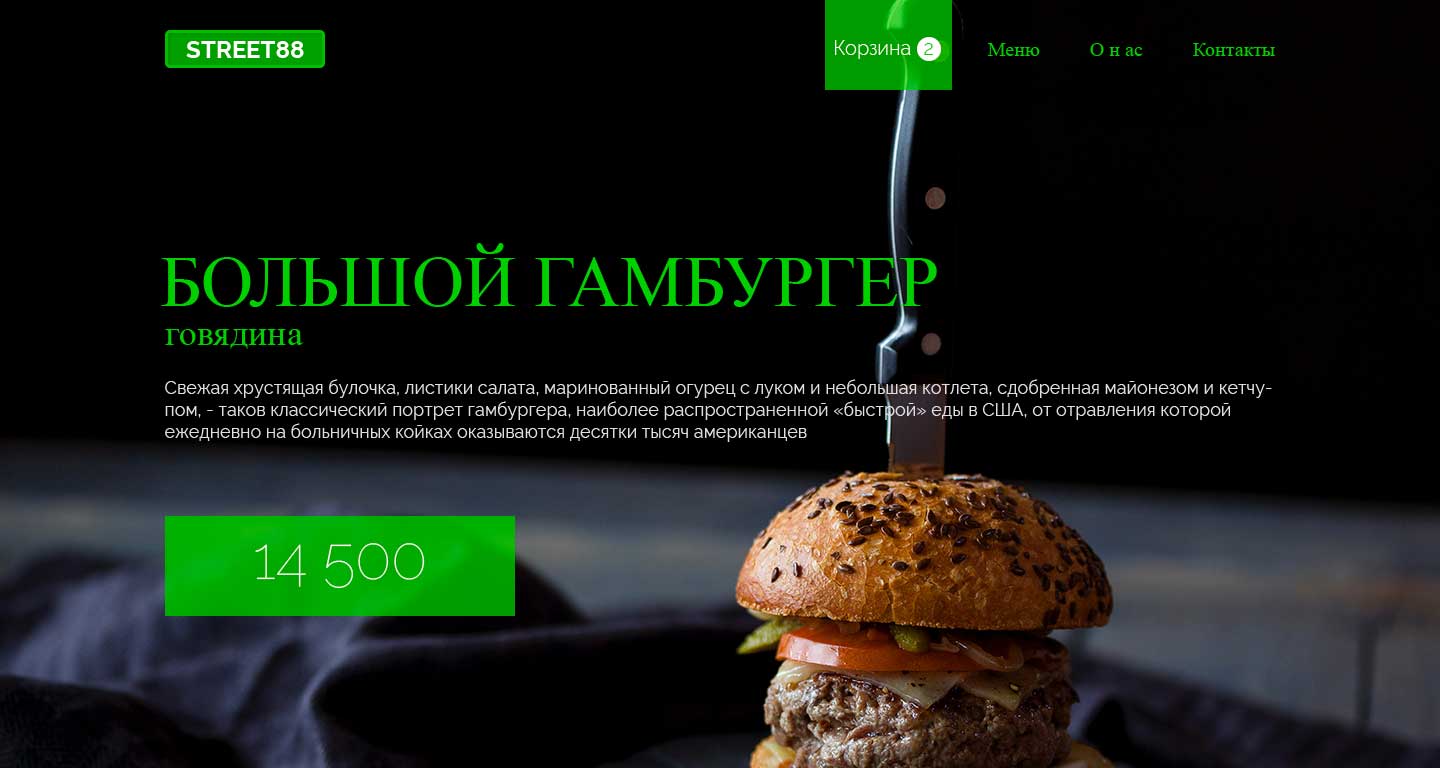 STREET88
Корзина 2
Меню
О н ас
Контакты
БОЛЬШОЙ ГАМБУРГЕР
говядина
Свежая хрустящая булочка, листики салата, маринованный огурец с луком и небольшая котлета, сдобренная майонезом и кетчу-
пом, - таков классический портрет гамбургера, наиболее распространенной «быстрой» еды в США, от отравления которой
ежедневно на больничных койках оказываются десятки тысяч американцев
14 500